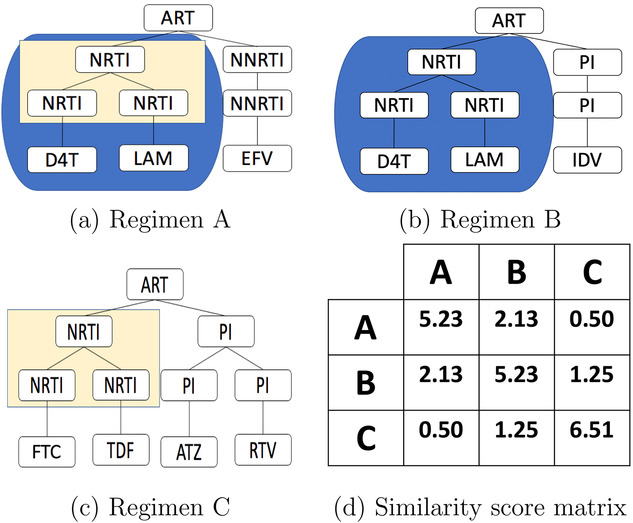 ART
NRTI NNRTI
NRTI NRTI NNRTI
D4T LAM EFV
(a) Regimen A
ART
NRTI PI
NRTI NRTI PI
D4T LAM IDV
(b) Regimen B
ART
NRTI PI
NRTI NRTI PI PI
FTC TDF ATZ RTV
(c) Regimen C
A B C
A 5.23 2.13 0.50
B 2.13 5.23 1.25
C 0.50 1.25 6.51
(d) Similarity score matrix